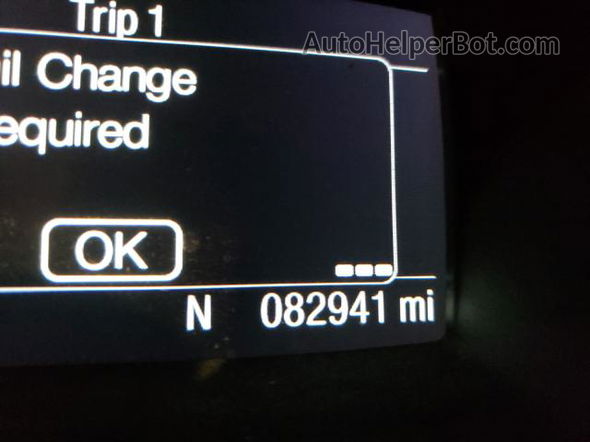 Trip 1
AutoHelperBot.com
il Change
equired
OK
N 082941 mi